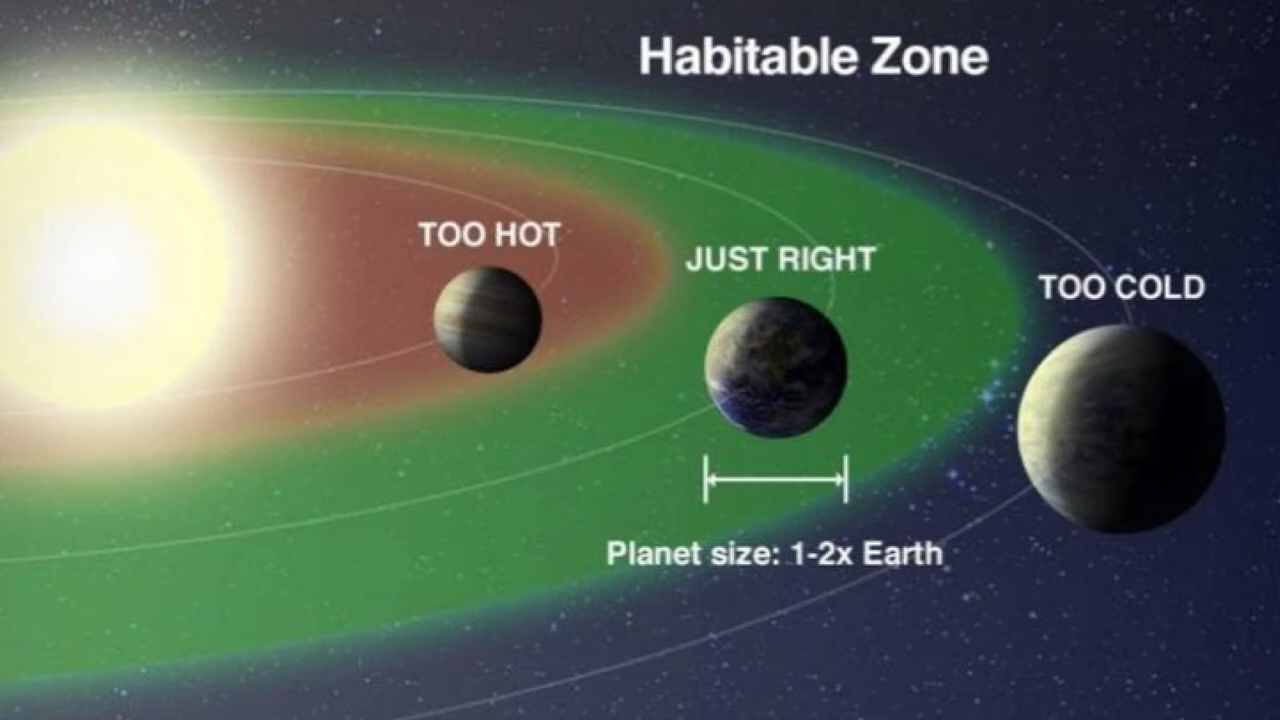 Habitable Zone
TOO HOT
JUST RIGHT
TOO COLD
Planet size: 1-2x Earth